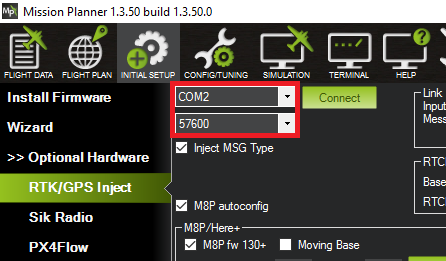 Mission Planner 1.3.50 build 1.3.50.0
FLIGHT DATA FLIGHT PLAN INITIAL SETUP CONFIG/TUNING SIMULATION TERMINAL HELP
Install Firmware
Wizard
>> Optional Hardware
RTK/GPS Inject
Sik Radio
PX4Flow
COM2
Connect
57600
Inject MSG Type
M8P autoconfig
M8P/Here+
M8P fw 130+ Moving Base
Link
Input
Mess
RTCM
Base
RTCM